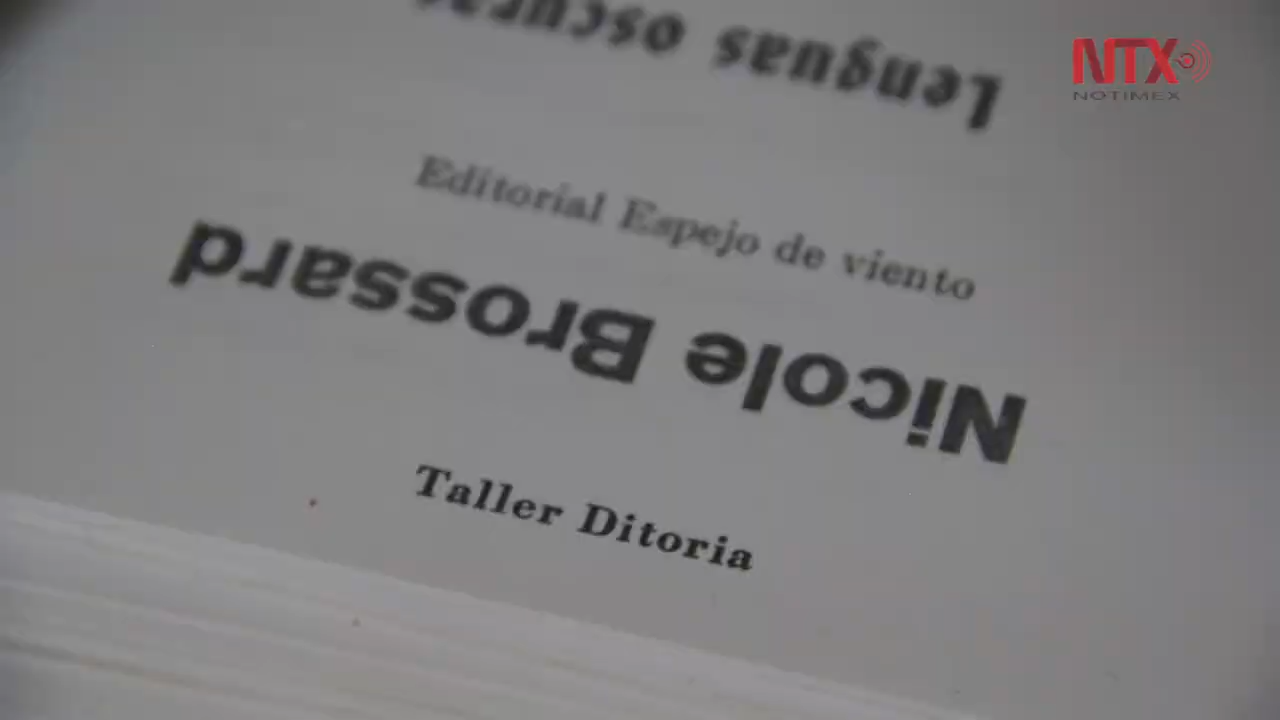 Lenguas oscuras
NTX
NOTIMEX
Editorial Espejo de viento
Nicole Brossard
Taller Ditoria